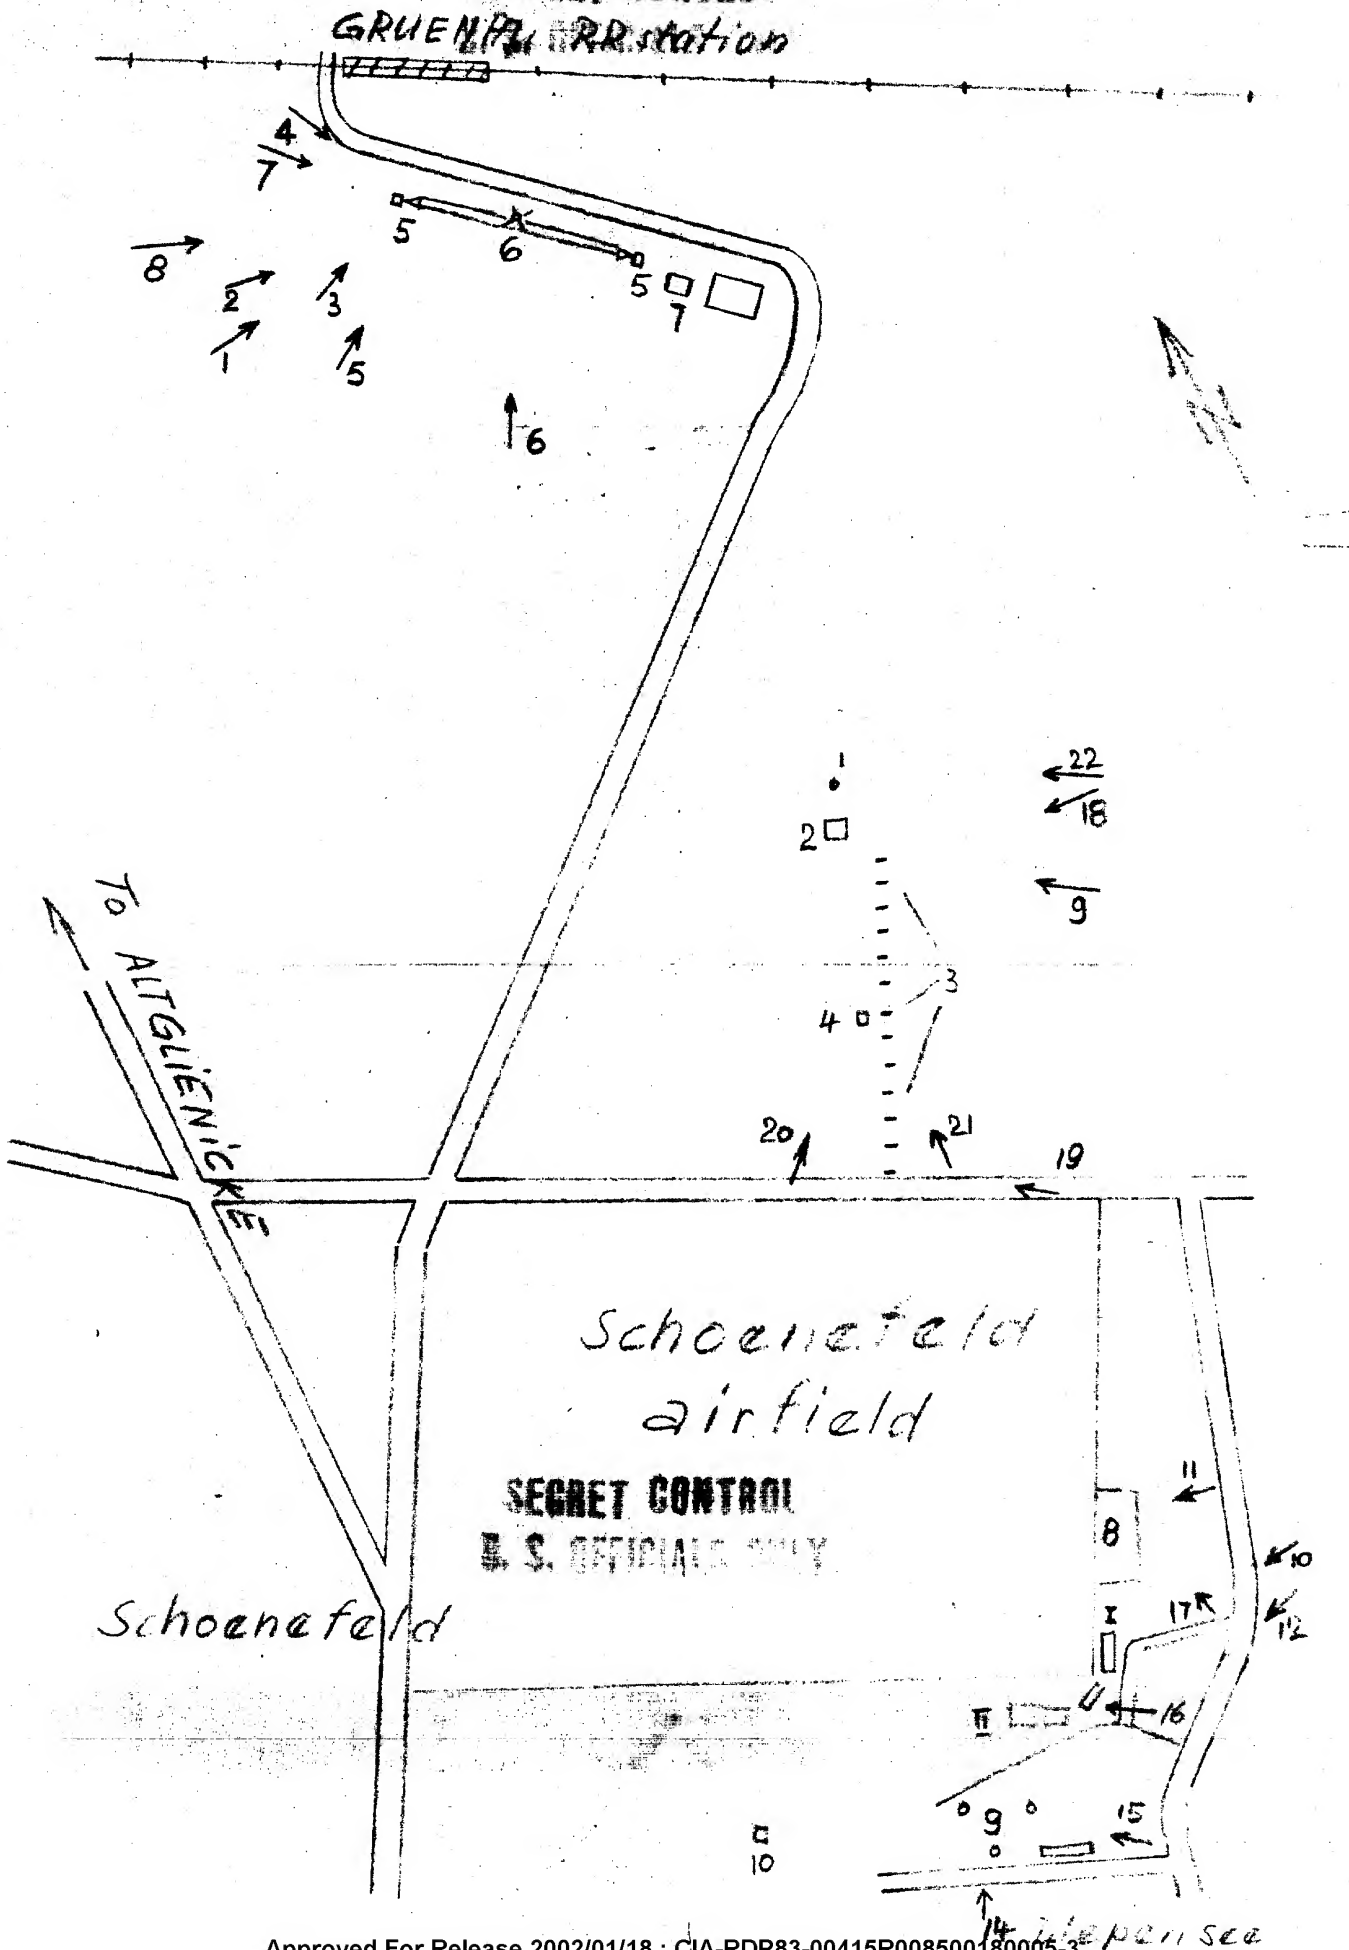 RR station
4
7
5
6
8
5
2
3
7
1
5
N
6
1
22
2
18
9
To ALTGLiENiCKE
3
4
20
21
19
Schoenefeld
airfield
SECRET CONTROL
U. S. OFFICIALS ONLY
11
8
10
Schoenefeld
I
17
12
II
16
9
15
10
14
Approved For Release 2002/01/18 : CIA-RDP83-00415R008500180005-3